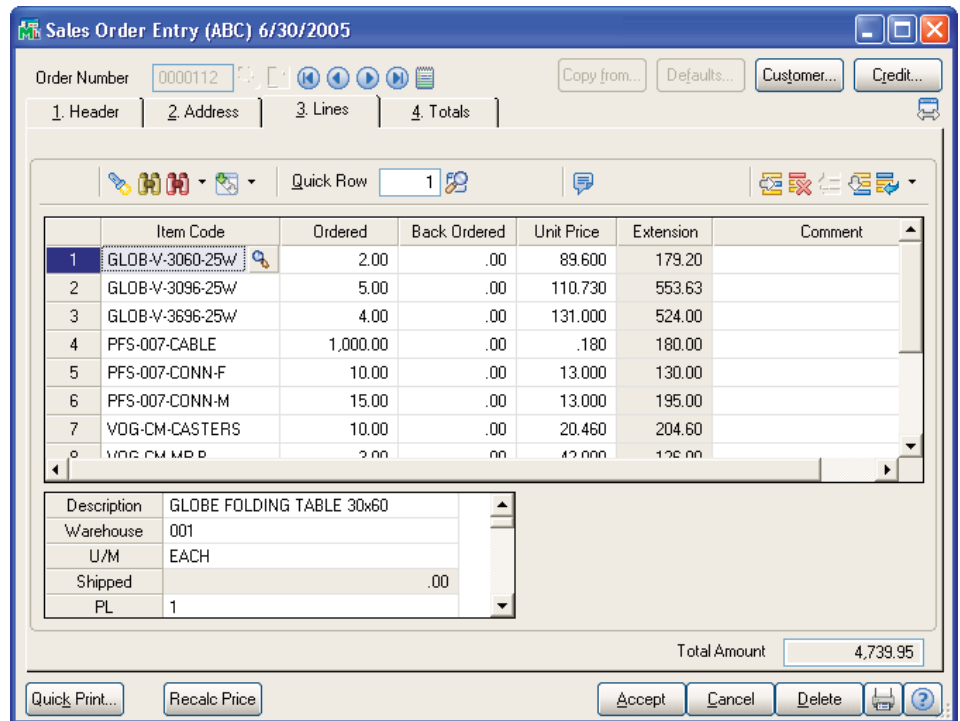 Sales Order Entry (ABC) 6/30/2005
Order Number 0000112 Copy from... Defaults... Customer... Credit...
1. Header 2. Address 3. Lines 4. Totals
Quick Row 1
Item Code Ordered Back Ordered Unit Price Extension Comment
1 GLOB-V-3060-25W 2.00 .00 89.600 179.20
2 GLOB-V-3096-25W 5.00 .00 110.730 553.63
3 GLOB-V-3696-25W 4.00 .00 131.000 524.00
4 PFS-007-CABLE 1,000.00 .00 .180 180.00
5 PFS-007-CONN-F 10.00 .00 13.000 130.00
6 PFS-007-CONN-M 15.00 .00 13.000 195.00
7 VOG-CM-CASTERS 10.00 .00 20.460 204.60
Description GLOBE FOLDING TABLE 30x60
Warehouse 001
U/M EACH
Shipped .00
PL 1
Total Amount 4,739.95
Quick Print... Recalc Price Accept Cancel Delete